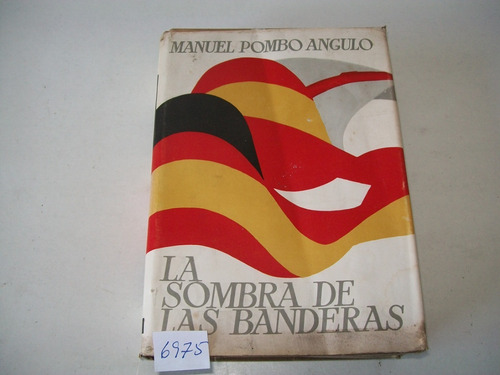 MANUEL POMBO ANGULO
LA
SOMBRA DE
LAS BANDERAS
6975